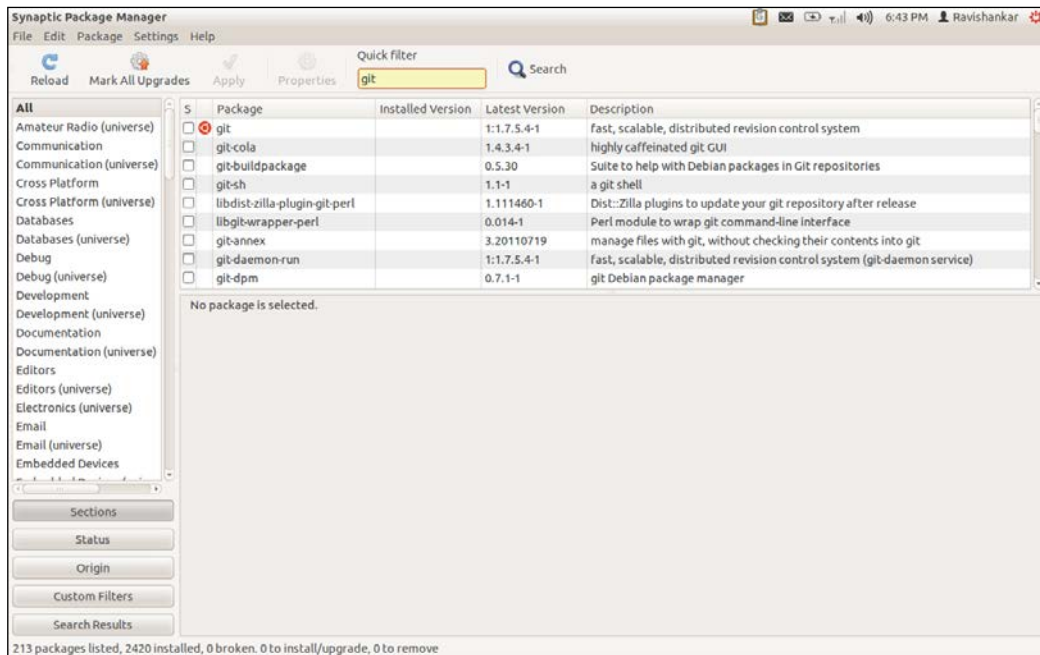 Synaptic Package Manager
6:43 PM Ravishankar
File Edit Package Settings Help
Reload Mark All Upgrades Apply Properties
Quick filter
git
Search
All
Amateur Radio (universe)
Communication
Communication (universe)
Cross Platform
Cross Platform (universe)
Databases
Databases (universe)
Debug
Debug (universe)
Development
Development (universe)
Documentation
Documentation (universe)
Editors
Editors (universe)
Electronics (universe)
Email
Email (universe)
Embedded Devices
S Package Installed Version Latest Version Description
git 1:1.7.5.4-1 fast, scalable, distributed revision control system
git-cola 1.4.3.4-1 highly caffeinated git GUI
git-buildpackage 0.5.30 Suite to help with Debian packages in Git repositories
git-sh 1.1-1 a git shell
libdist-zilla-plugin-git-perl 1.111460-1 Dist::Zilla plugins to update your git repository after release
libgit-wrapper-perl 0.014-1 Perl module to wrap git command-line interface
git-annex 3.20110719 manage files with git, without checking their contents into git
git-daemon-run 1:1.7.5.4-1 fast, scalable, distributed revision control system (git-daemon service)
git-dpm 0.7.1-1 git Debian package manager
No package is selected.
Sections
Status
Origin
Custom Filters
Search Results
213 packages listed, 2420 installed, 0 broken. 0 to install/upgrade, 0 to remove